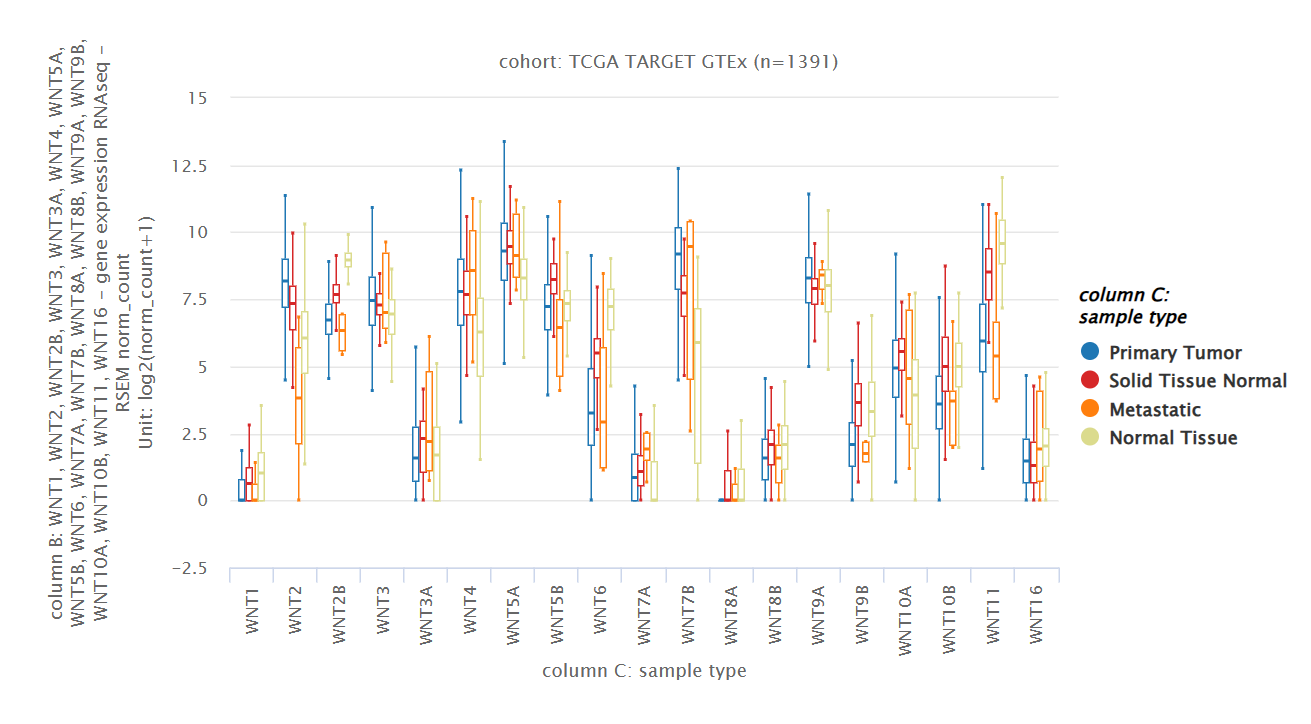 cohort: TCGA TARGET GTEx (n=1391)
column B: WNT1, WNT2, WNT2B, WNT3, WNT3A, WNT4, WNT5A,
WNT5B, WNT6, WNT7A, WNT7B, WNT8A, WNT8B, WNT9A, WNT9B,
WNT10A, WNT10B, WNT11, WNT16 - gene expression RNAseq -
RSEM norm_count
Unit: log2(norm_count+1)
15
12.5
10
7.5
5
2.5
0
-2.5
WNT1
WNT2
WNT2B
WNT3
WNT3A
WNT4
WNT5A
WNT5B
WNT6
WNT7A
WNT7B
WNT8A
WNT8B
WNT9A
WNT9B
WNT10A
WNT10B
WNT11
WNT16
column C: sample type
column C:
sample type
Primary Tumor
Solid Tissue Normal
Metastatic
Normal Tissue